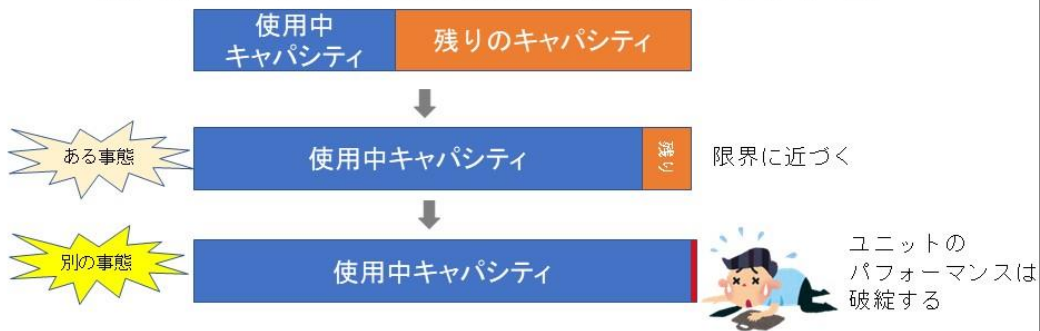 使用中
キャパシティ
残りのキャパシティ
ある事態
使用中キャパシティ
残り
限界に近づく
別の事態
使用中キャパシティ
ユニットの
パフォーマンスは
破綻する